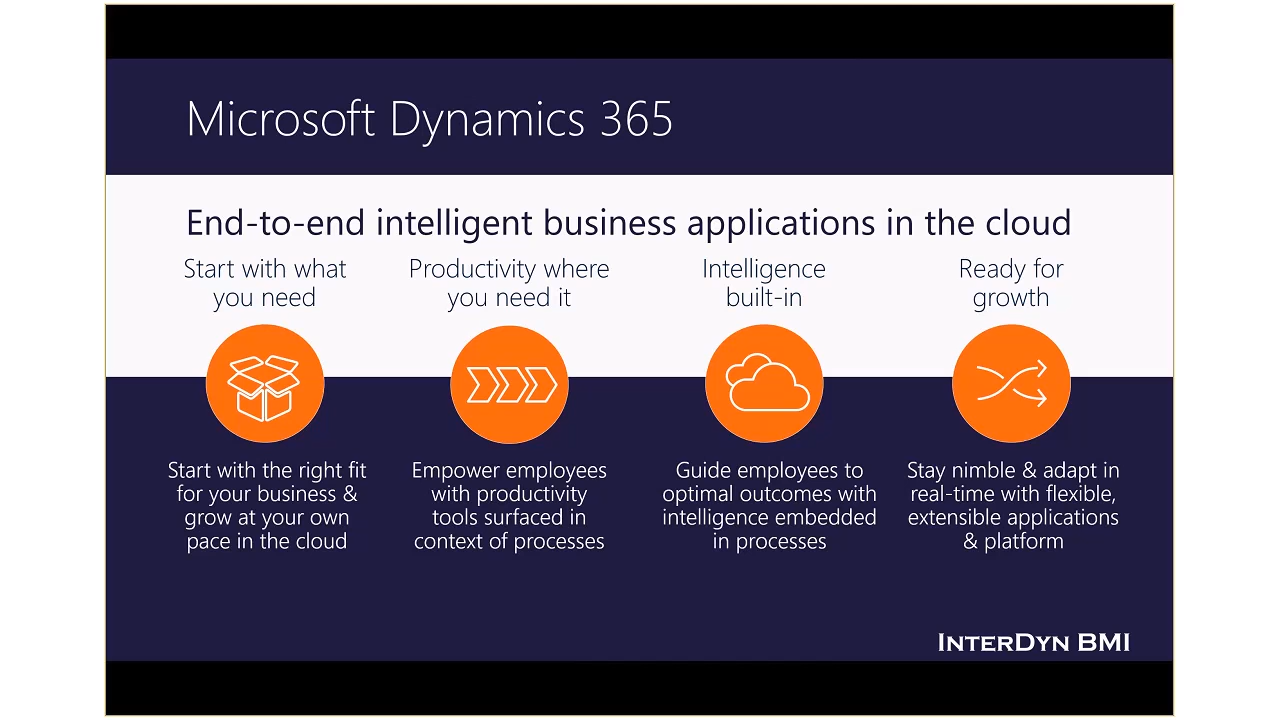 Microsoft Dynamics 365
End-to-end intelligent business applications in the cloud
Start with what
you need
Productivity where
you need it
Intelligence
built-in
Ready for
growth
Start with the right fit
for your business &
grow at your own
pace in the cloud
Empower employees
with productivity
tools surfaced in
context of processes
Guide employees to
optimal outcomes with
intelligence embedded
in processes
Stay nimble & adapt in
real-time with flexible,
extensible applications
& platform
InterDyn BMI